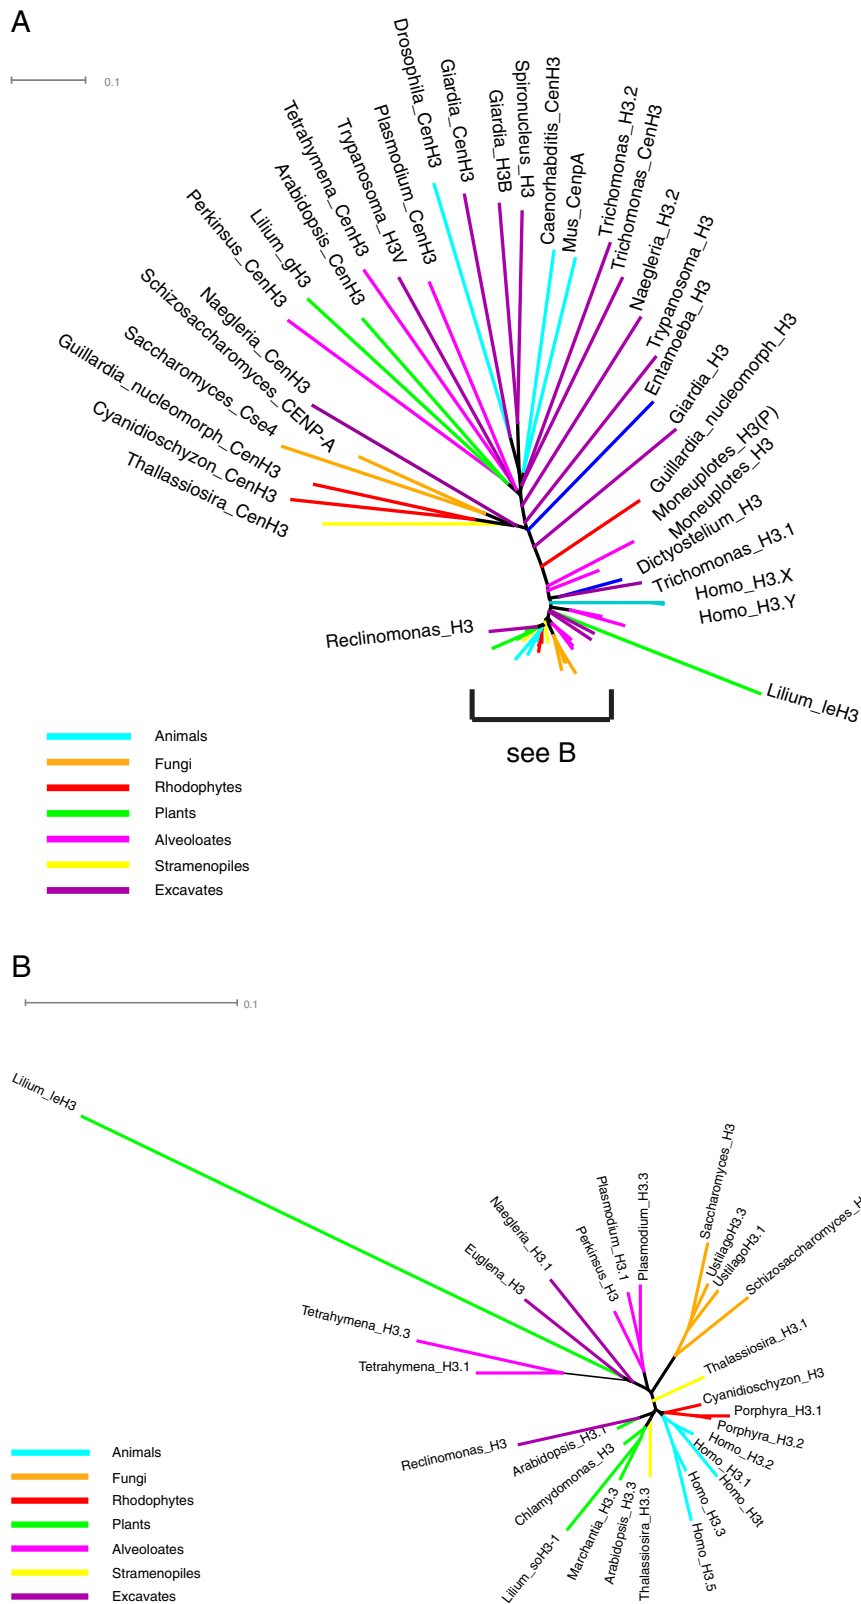 A
0.1
Drosophila_CenH3
Giardia_CenH3
Giardia_H3B
Spironucleus_H3
Caenorhabditis_CenH3
Mus_CenpA
Trichomonas_H3.2
Trichomonas_CenH3
Naegleria_H3.2
Trypanosoma_H3
Entamoeba_H3
Giardia_H3
Guillardia_nucleomorph_H3
Moneuplotes_H3(P)
Moneuplotes_H3
Dictyostelium_H3
Trichomonas_H3.1
Homo_H3.X
Homo_H3.Y
Lilium_leH3
Plasmodium_CenH3
Trypanosoma_H3V
Tetrahymena_CenH3
Arabidopsis_CenH3
Lilium_gH3
Perkinsus_CenH3
Naegleria_CenH3
Schizosaccharomyces_CENP-A
Saccharomyces_Cse4
Guillardia_nucleomorph_CenH3
Cyanidioschyzon_CenH3
Thallassiosira_CenH3
Reclinomonas_H3
see B
Animals
Fungi
Rhodophytes
Plants
Alveoloates
Stramenopiles
Excavates
B
0.1
Lilium_leH3
Tetrahymena_H3.3
Tetrahymena_H3.1
Euglena_H3
Naegleria_H3.1
Perkinsus_H3
Plasmodium_H3.1
Plasmodium_H3.3
Saccharomyces_H3
UstilagoH3.3
UstilagoH3.1
Schizosaccharomyces_H
Thalassiosira_H3.1
Cyanidioschyzon_H3
Porphyra_H3.1
Porphyra_H3.2
Homo_H3.2
Homo_H3.1
Homo_H3t
Homo_H3.3
Homo_H3.5
Thalassiosira_H3.3
Arabidopsis_H3.3
Marchantia_H3.3
Lilium_soH3-1
Chlamydomonas_H3
Arabidopsis_H3.1
Reclinomonas_H3
Animals
Fungi
Rhodophytes
Plants
Alveoloates
Stramenopiles
Excavates